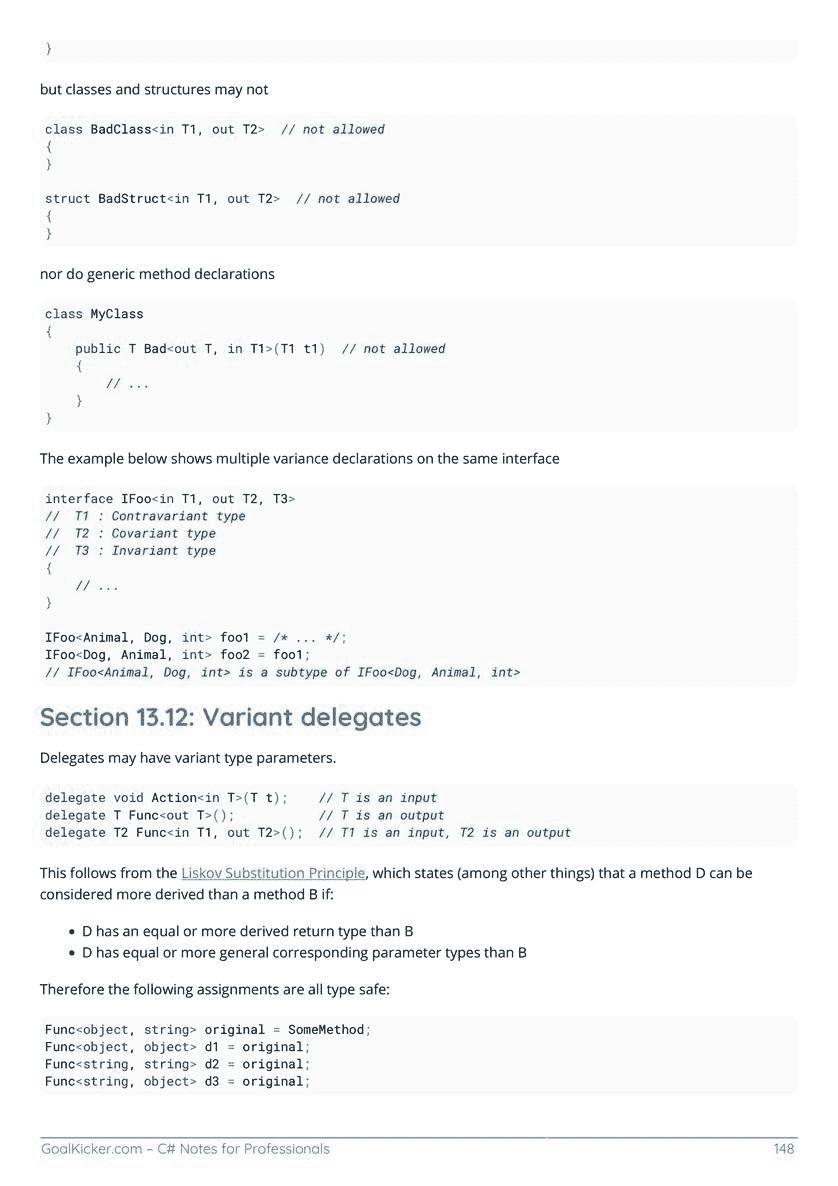 }
but classes and structures may not
class BadClass<in T1, out T2>  // not allowed
{
}
struct BadStruct<in T1, out T2>  // not allowed
{
}
nor do generic method declarations
class MyClass
{
    public T Bad<out T, in T1>(T1 t1)  // not allowed
    {
        // ...
    }
}
The example below shows multiple variance declarations on the same interface
interface IFoo<in T1, out T2, T3>
//  T1 : Contravariant type
//  T2 : Covariant type
//  T3 : Invariant type
{
    // ...
}
IFoo<Animal, Dog, int> foo1 = /* ... */;
IFoo<Dog, Animal, int> foo2 = foo1;
// IFoo<Animal, Dog, int> is a subtype of IFoo<Dog, Animal, int>
Section 13.12: Variant delegates
Delegates may have variant type parameters.
delegate void Action<in T>(T t);    // T is an input
delegate T Func<out T>();           // T is an output
delegate T2 Func<in T1, out T2>();  // T1 is an input, T2 is an output
This follows from the Liskov Substitution Principle, which states (among other things) that a method D can be
considered more derived than a method B if:
• D has an equal or more derived return type than B
• D has equal or more general corresponding parameter types than B
Therefore the following assignments are all type safe:
Func<object, string> original = SomeMethod;
Func<object, object> d1 = original;
Func<string, string> d2 = original;
Func<string, object> d3 = original;
GoalKicker.com – C# Notes for Professionals 148